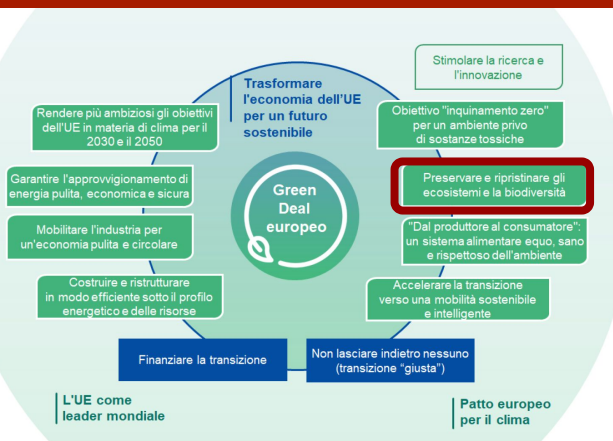 Stimolare la ricerca e
l'innovazione
Trasformare
l'economia dell'UE
per un futuro
sostenibile
Rendere più ambiziosi gli obiettivi
dell'UE in materia di clima per il
2030 e il 2050
Obiettivo "inquinamento zero"
per un ambiente privo
di sostanze tossiche
Garantire l'approvvigionamento di
energia pulita, economica e sicura
Preservare e ripristinare gli
ecosistemi e la biodiversità
Green
Deal
europeo
Mobilitare l'industria per
un'economia pulita e circolare
"Dal produttore al consumatore":
un sistema alimentare equo, sano
e rispettoso dell'ambiente
Costruire e ristrutturare
in modo efficiente sotto il profilo
energetico e delle risorse
Accelerare la transizione
verso una mobilità sostenibile
e intelligente
Finanziare la transizione
Non lasciare indietro nessuno
(transizione "giusta")
L'UE come
leader mondiale
Patto europeo
per il clima